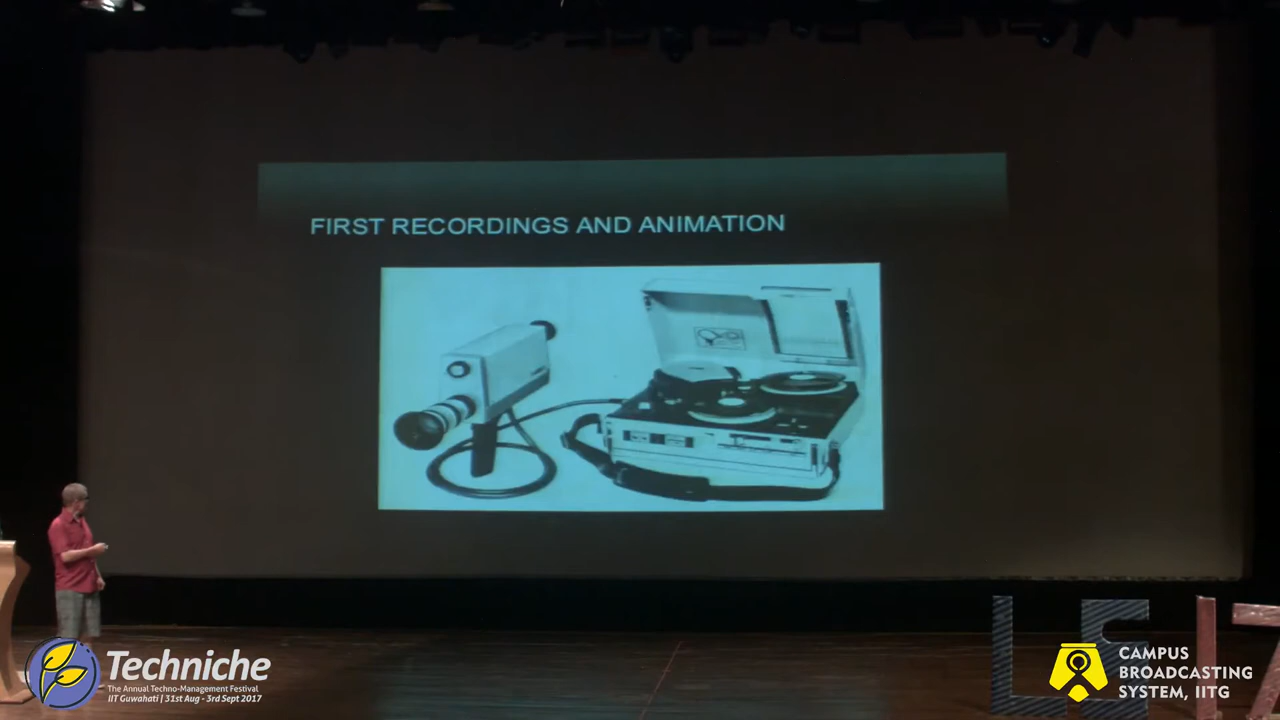 FIRST RECORDINGS AND ANIMATION
Techniche
The Annual Techno-Management Festival
IIT Guwahati | 31st Aug - 3rd Sept 2017
LE17
CAMPUS
BROADCASTING
SYSTEM, IITG